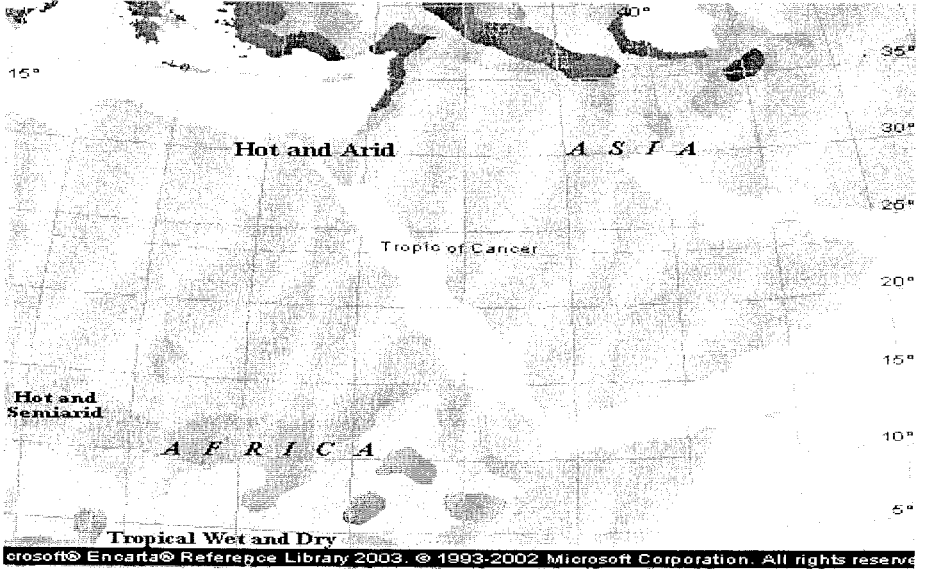 40°
35°
15°
30°
Hot and Arid
A S I A
25°
Tropic of Cancer
20°
15°
Hot and
Semiarid
10°
A F R I C A
5°
Tropical Wet and Dry
crosoft® Encarta® Reference Library 2003. © 1993-2002 Microsoft Corporation. All rights reserve